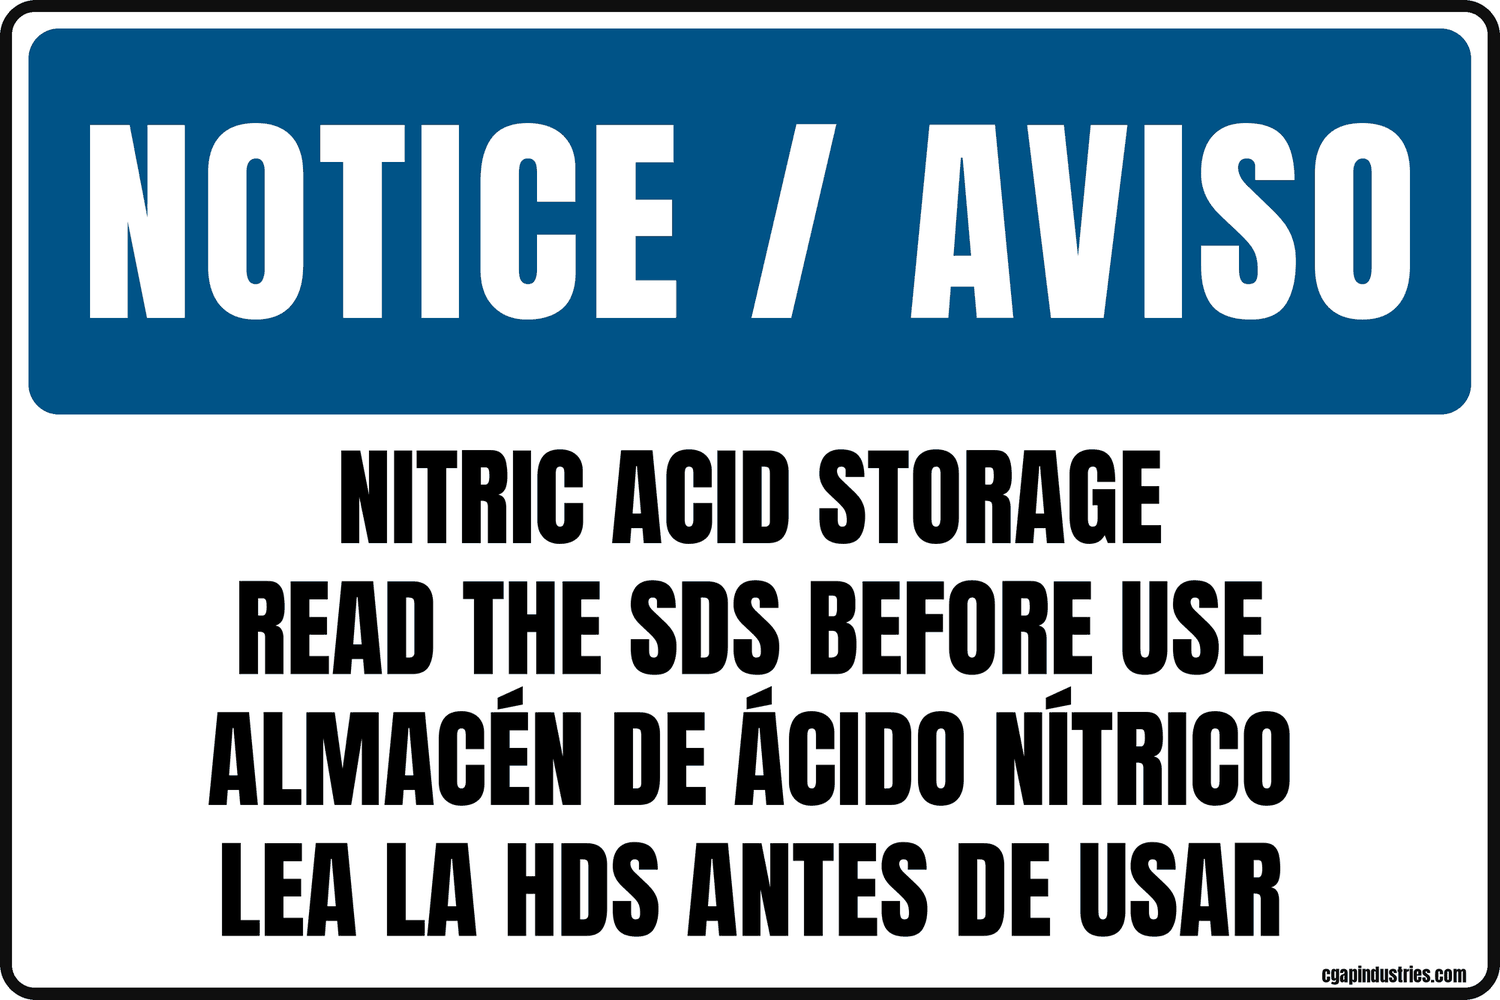 NOTICE / AVISO
NITRIC ACID STORAGE
READ THE SDS BEFORE USE
ALMACÉN DE ÁCIDO NÍTRICO
LEA LA HDS ANTES DE USAR
cgapindustries.com